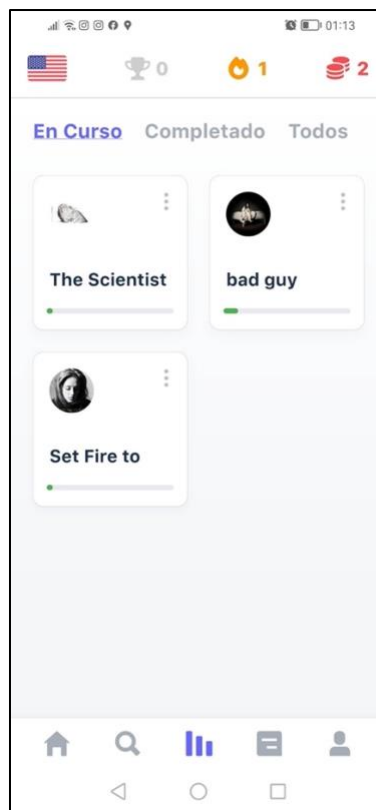 01:13
0 1 2
En Curso Completado Todos
The Scientist bad guy
Set Fire to